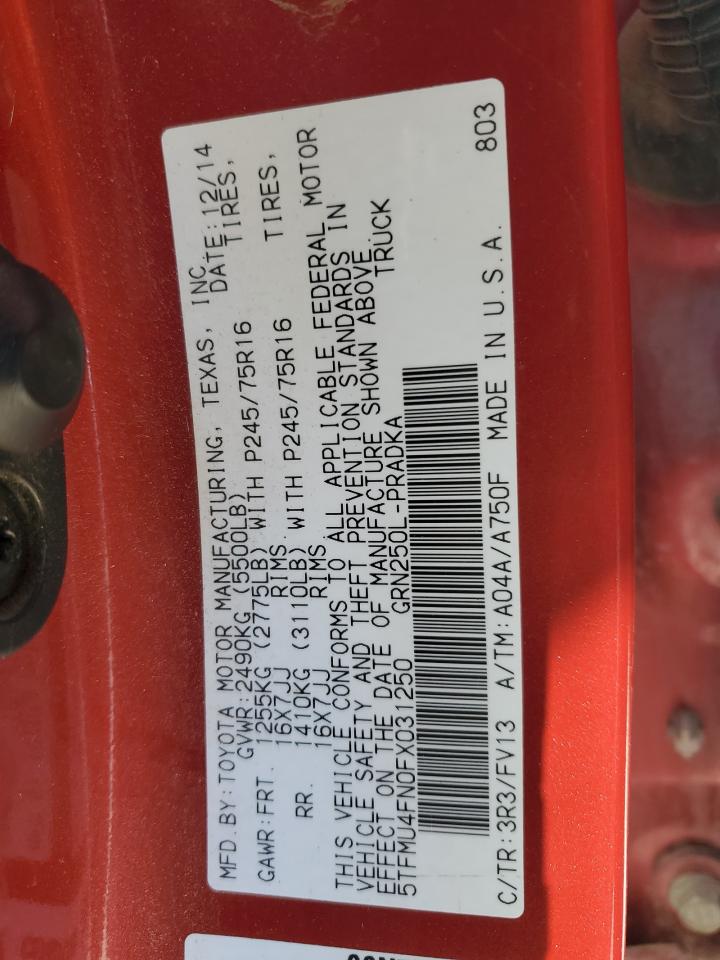 MFD.BY:TOYOTA MOTOR MANUFACTURING, TEXAS, INC.
GVWR:2490KG (5500LB) DATE:12/14
GAWR:FRT. 1255KG (2775LB) WITH P245/75R16 TIRES,
16X7JJ RIMS
RR. 1410KG (3110LB) WITH P245/75R16 TIRES,
16X7JJ RIMS
THIS VEHICLE CONFORMS TO ALL APPLICABLE FEDERAL MOTOR
VEHICLE SAFETY AND THEFT PREVENTION STANDARDS IN
EFFECT ON THE DATE OF MANUFACTURE SHOWN ABOVE.
5TFMU4FN0FX031250 GRN250L-PRADKA TRUCK
C/TR:3R3/FV13 A/TM:A04A/A750F MADE IN U.S.A. 803